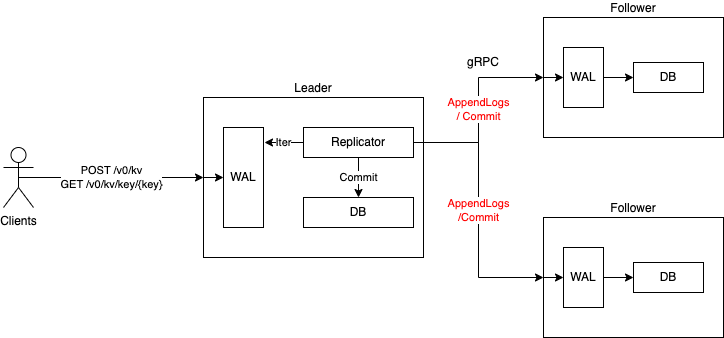 Follower
gRPC
WAL
DB
Leader
AppendLogs
/ Commit
Iter
Replicator
POST /v0/kv
GET /v0/kv/key/{key}
WAL
Commit
DB
Clients
AppendLogs
/Commit
Follower
WAL
DB